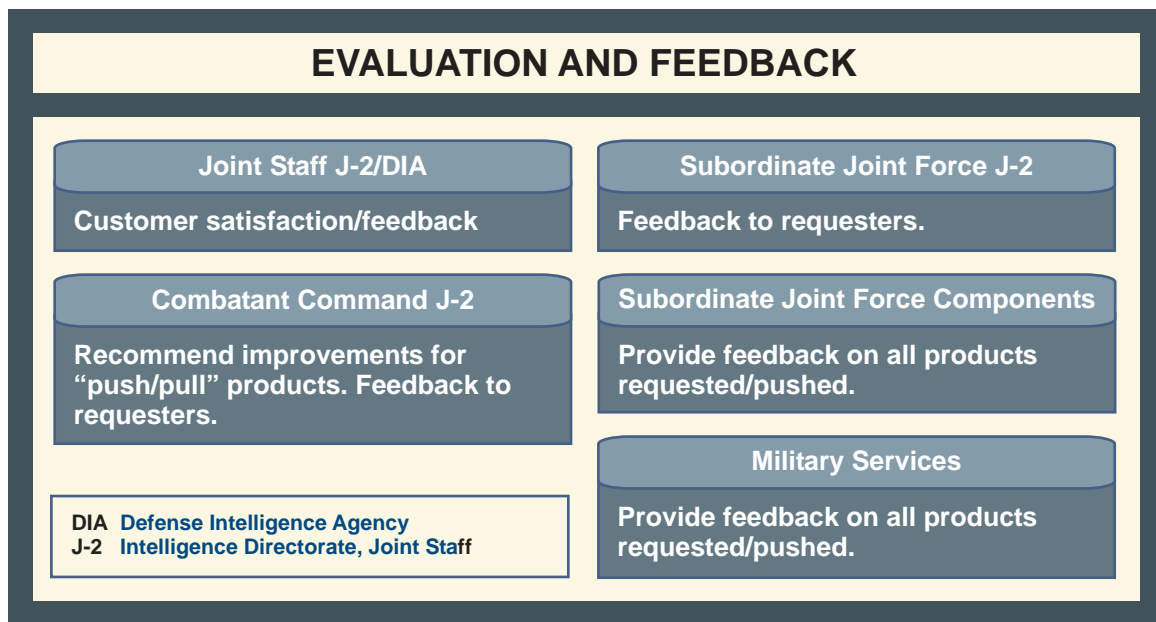 EVALUATION AND FEEDBACK
Joint Staff J-2/DIA
Customer satisfaction/feedback
Combatant Command J-2
Recommend improvements for
“push/pull” products. Feedback to
requesters.
Subordinate Joint Force J-2
Feedback to requesters.
Subordinate Joint Force Components
Provide feedback on all products
requested/pushed.
Military Services
Provide feedback on all products
requested/pushed.
DIA Defense Intelligence Agency
J-2 Intelligence Directorate, Joint Staff